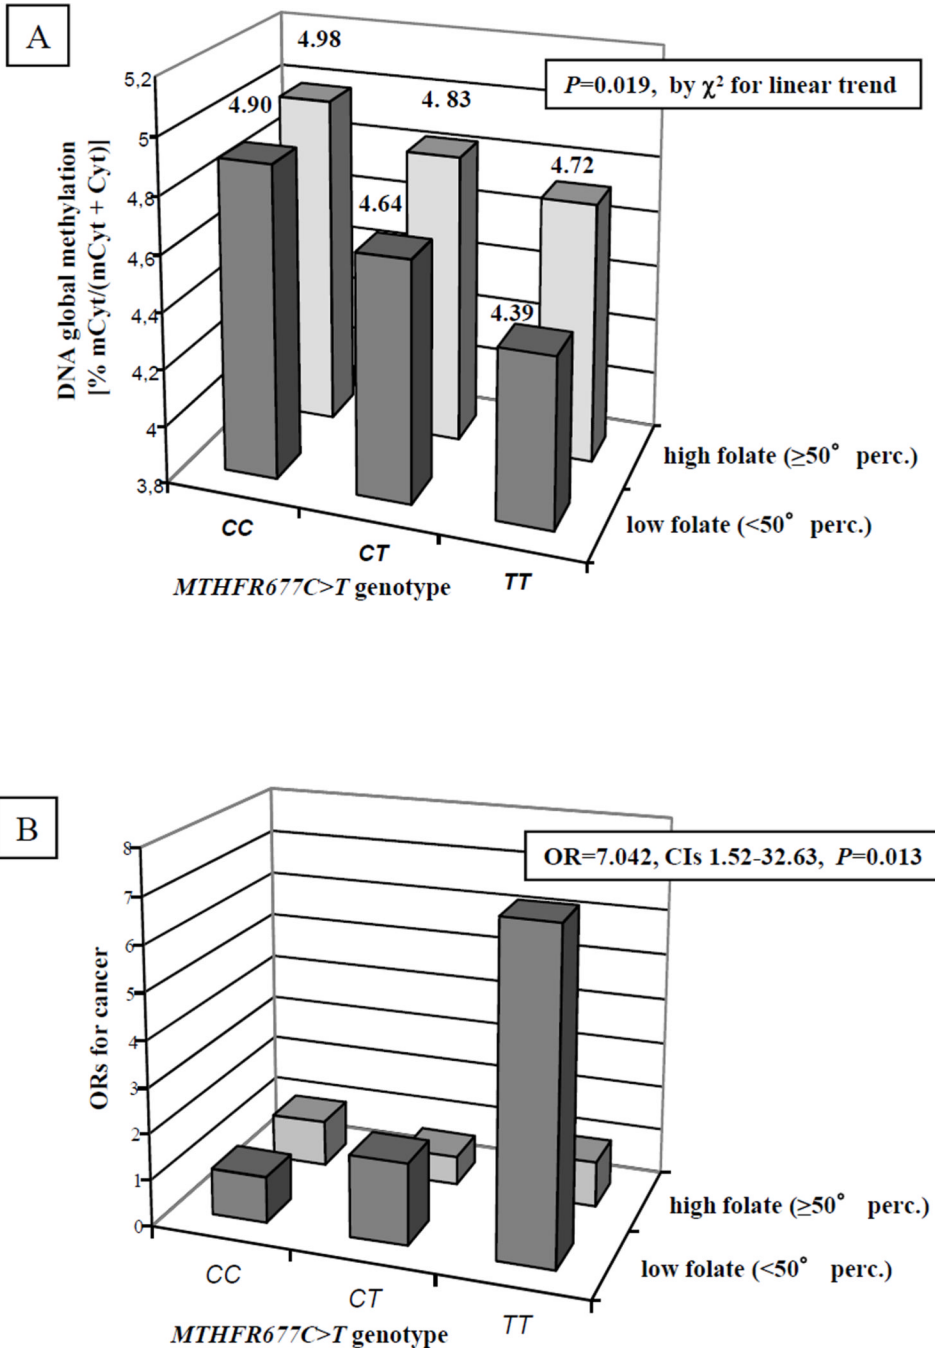 A
4.98
5,2
P=0.019, by χ² for linear trend
4.90
4. 83
5
4.72
4,8
4.64
4,6
4.39
4,4
4,2
4
3,8
DNA global methylation
[% mCyt/(mCyt + Cyt)]
high folate (≥50° perc.)
low folate (<50° perc.)
CC
CT
TT
MTHFR677C>T genotype
B
OR=7.042, CIs 1.52-32.63, P=0.013
8
7
6
5
4
3
2
1
0
ORs for cancer
high folate (≥50° perc.)
low folate (<50° perc.)
CC
CT
TT
MTHFR677C>T genotype